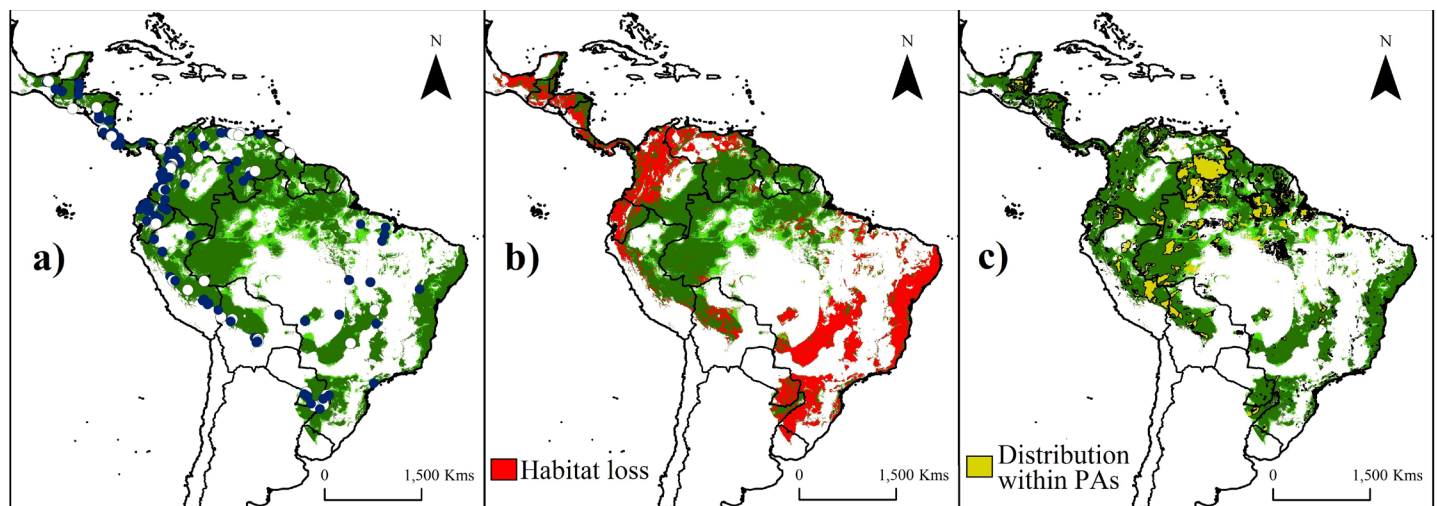 N
a)
0
1,500 Kms
N
b)
Habitat loss
0
1,500 Kms
N
c)
Distribution
within PAs
0
1,500 Kms